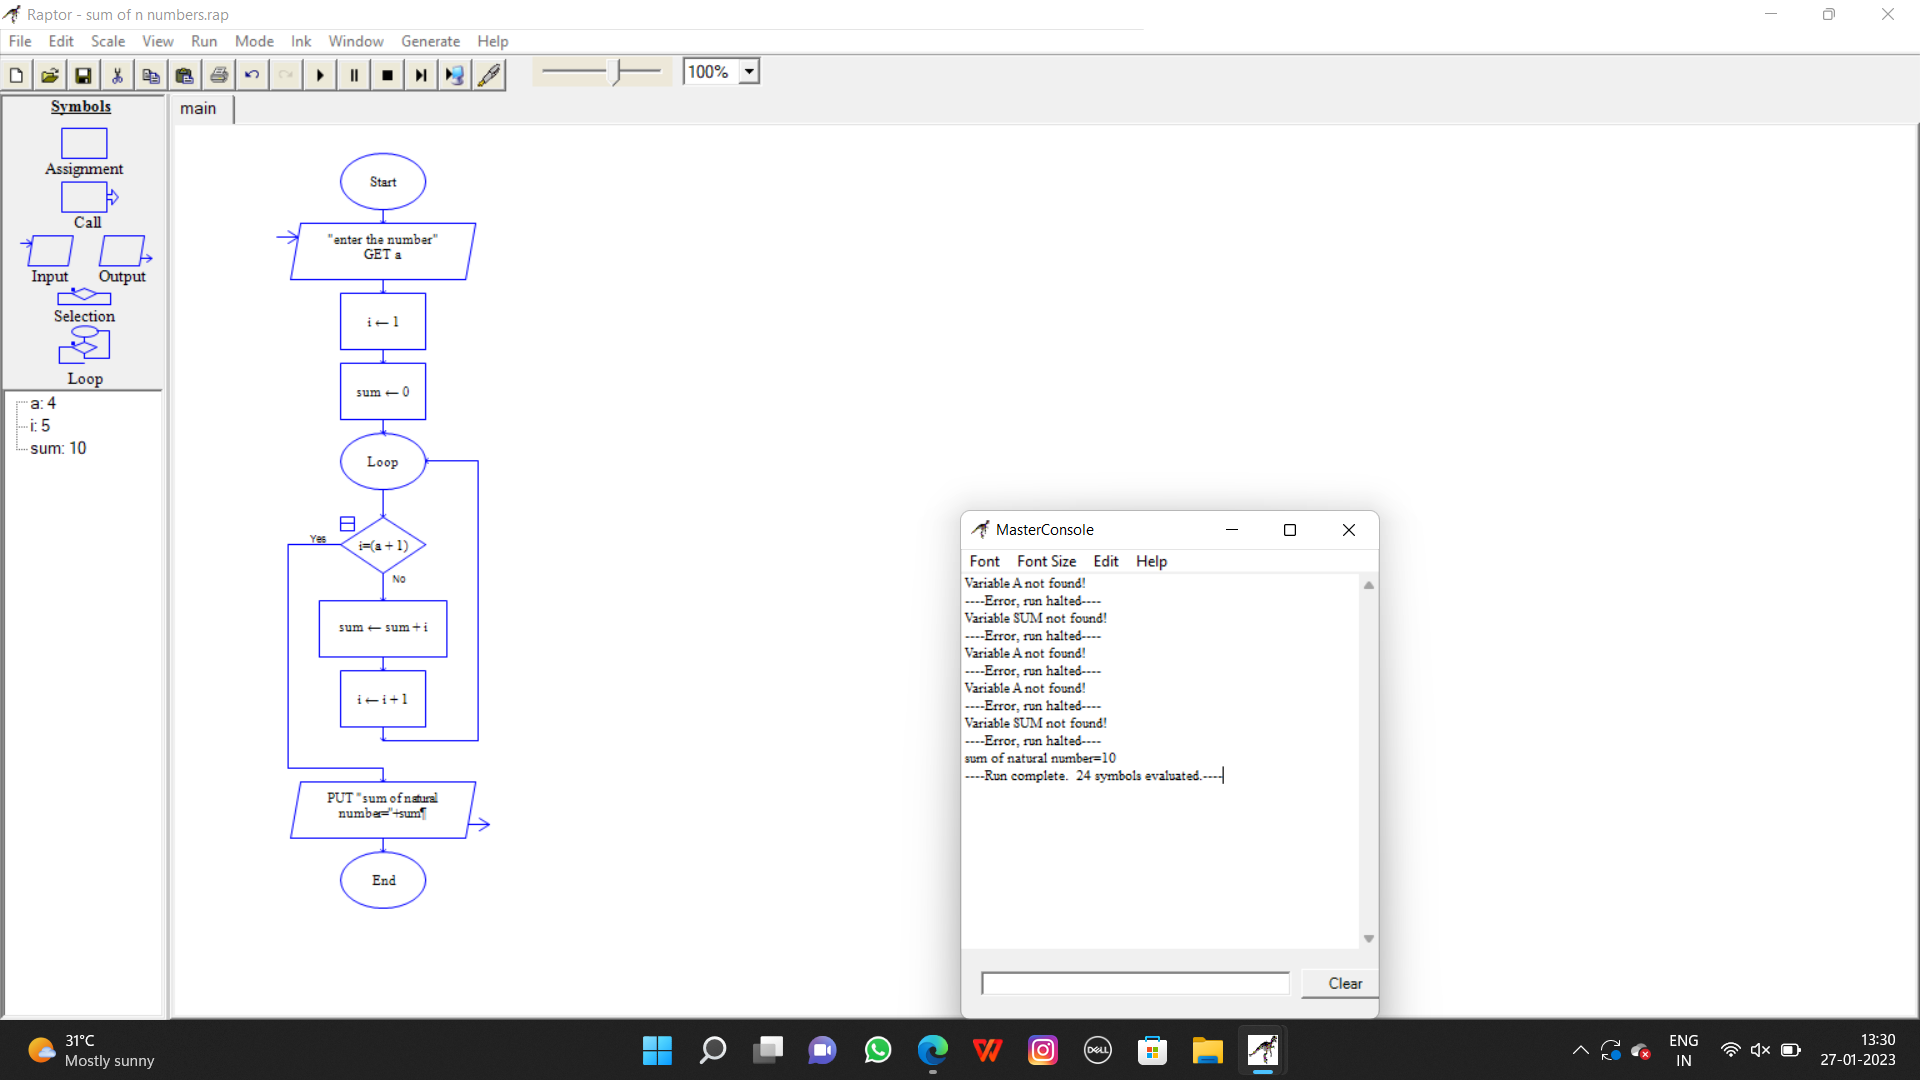 Raptor - sum of n numbers.rap
File Edit Scale View Run Mode Ink Window Generate Help
100%
Symbols
main
Assignment
Call
Input Output
Selection
Loop
a: 4
i: 5
sum: 10
Start
"enter the number"
GET a
i ← 1
sum ← 0
Loop
Yes
i=(a + 1)
No
sum ← sum + i
i ← i + 1
PUT "sum of natural
number="+sum¶
End
MasterConsole
Font Font Size Edit Help
Variable A not found!
----Error, run halted----
Variable SUM not found!
----Error, run halted----
Variable A not found!
----Error, run halted----
Variable A not found!
----Error, run halted----
Variable SUM not found!
----Error, run halted----
sum of natural number=10
----Run complete.  24 symbols evaluated.----
Clear
31°C
Mostly sunny
DELL
ENG
IN
13:30
27-01-2023